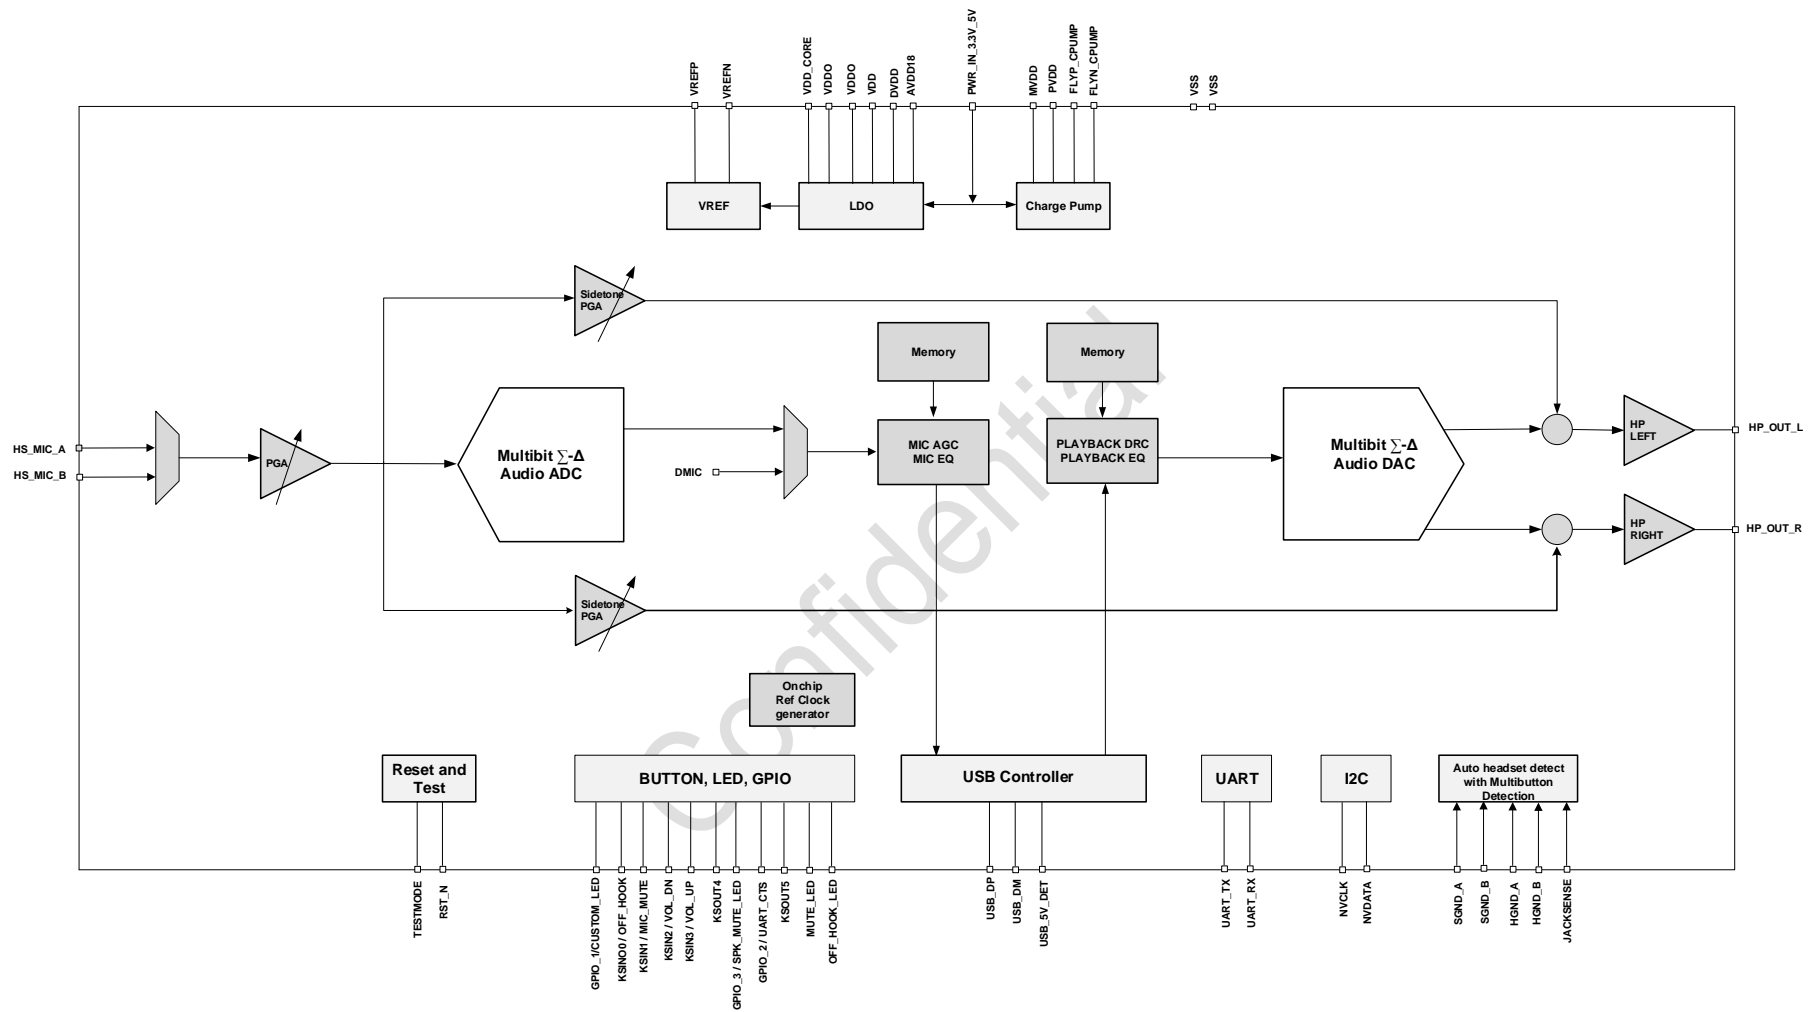 VREFP
VREFN
VDD_CORE
VDDO
VDDO
VDD
DVDD
AVDD18
PWR_IN_3.3V_5V
MVDD
PVDD
FLYP_CPUMP
FLYN_CPUMP
VSS
VSS
VREF
LDO
Charge Pump
Sidetone
PGA
Memory
Memory
HS_MIC_A
HS_MIC_B
PGA
Multibit ∑-Δ
Audio ADC
DMIC
MIC AGC
MIC EQ
PLAYBACK DRC
PLAYBACK EQ
Multibit ∑-Δ
Audio DAC
HP
LEFT
HP_OUT_L
HP
RIGHT
HP_OUT_R
Sidetone
PGA
Onchip
Ref Clock
generator
Confidential
Reset and
Test
BUTTON, LED, GPIO
USB Controller
UART
I2C
Auto headset detect
with Multibutton
Detection
TESTMODE
RST_N
GPIO_1/CUSTOM_LED
KSINO0 / OFF_HOOK
KSIN1 / MIC_MUTE
KSIN2 / VOL_DN
KSIN3 / VOL_UP
KSOUT4
GPIO_3 / SPK_MUTE_LED
GPIO_2 / UART_CTS
KSOUT5
MUTE_LED
OFF_HOOK_LED
USB_DP
USB_DM
USB_5V_DET
UART_TX
UART_RX
NVCLK
NVDATA
SGND_A
SGND_B
HGND_A
HGND_B
JACKSENSE